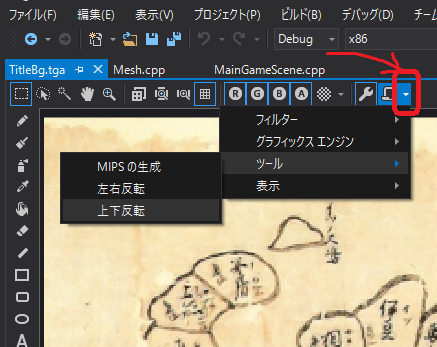 ファイル(F) 編集(E) 表示(V) プロジェクト(P) ビルド(B) デバッグ(D) チーム
Debug x86
TitleBg.tga Mesh.cpp MainGameScene.cpp
R G B A
フィルター
グラフィックス エンジン
ツール
表示
MIPS の生成
左右反転
上下反転
A
伊豆